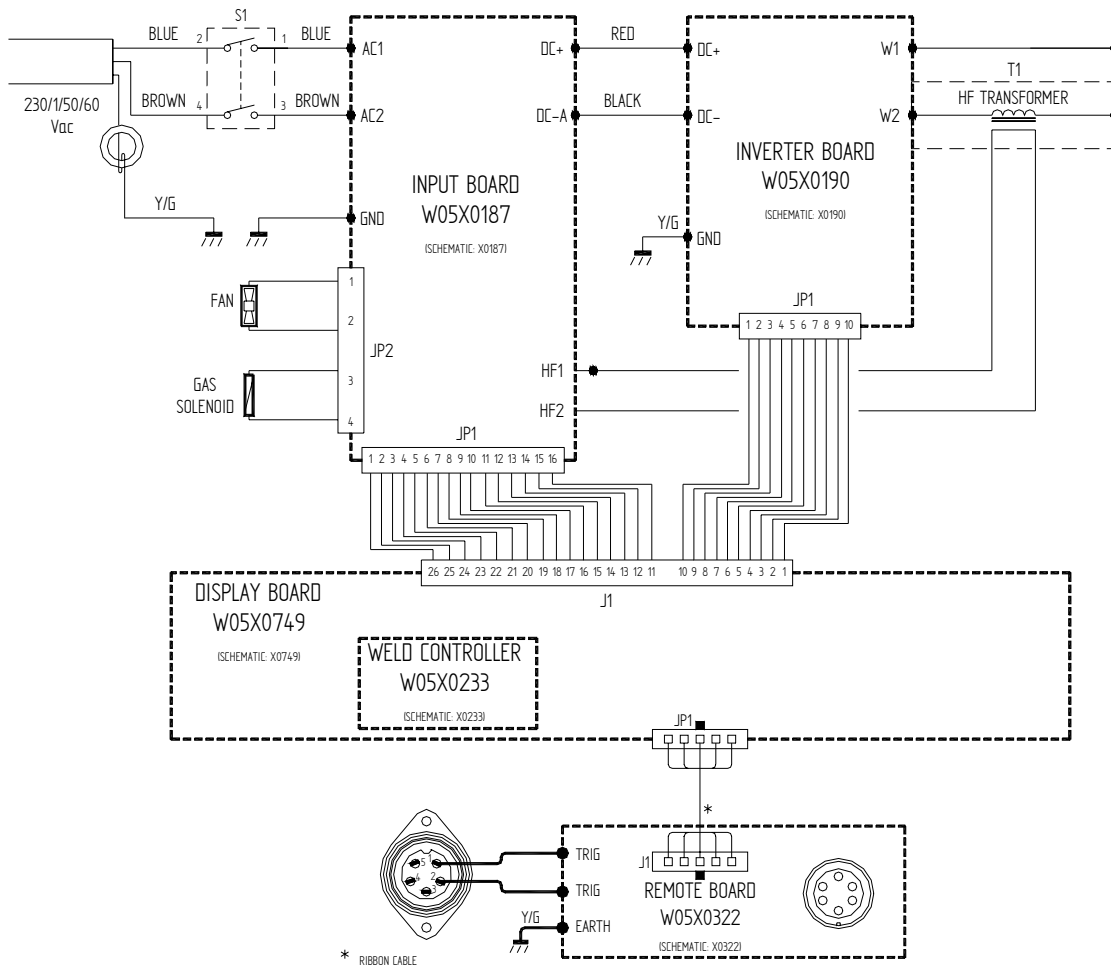 S1
BLUE 2 1 BLUE
AC1
DC+
RED
DC+
W1
T1
HF TRANSFORMER
230/1/50/60
Vac
BROWN 4 3 BROWN
AC2
DC-A
BLACK
DC-
W2
INPUT BOARD
W05X0187
(SCHEMATIC: X0187)
INVERTER BOARD
W05X0190
(SCHEMATIC: X0190)
Y/G
GND
Y/G
GND
FAN
1
2
JP2
GAS
SOLENOID
3
4
HF1
HF2
JP1
1 2 3 4 5 6 7 8 9 10
JP1
1 2 3 4 5 6 7 8 9 10 11 12 13 14 15 16
26 25 24 23 22 21 20 19 18 17 16 15 14 13 12 11 10 9 8 7 6 5 4 3 2 1
J1
DISPLAY BOARD
W05X0749
(SCHEMATIC: X0749)
WELD CONTROLLER
W05X0233
(SCHEMATIC: X0233)
JP1
*
5 1
4 2
3
TRIG
TRIG
Y/G
EARTH
J1
REMOTE BOARD
W05X0322
(SCHEMATIC: X0322)
* RIBBON CABLE